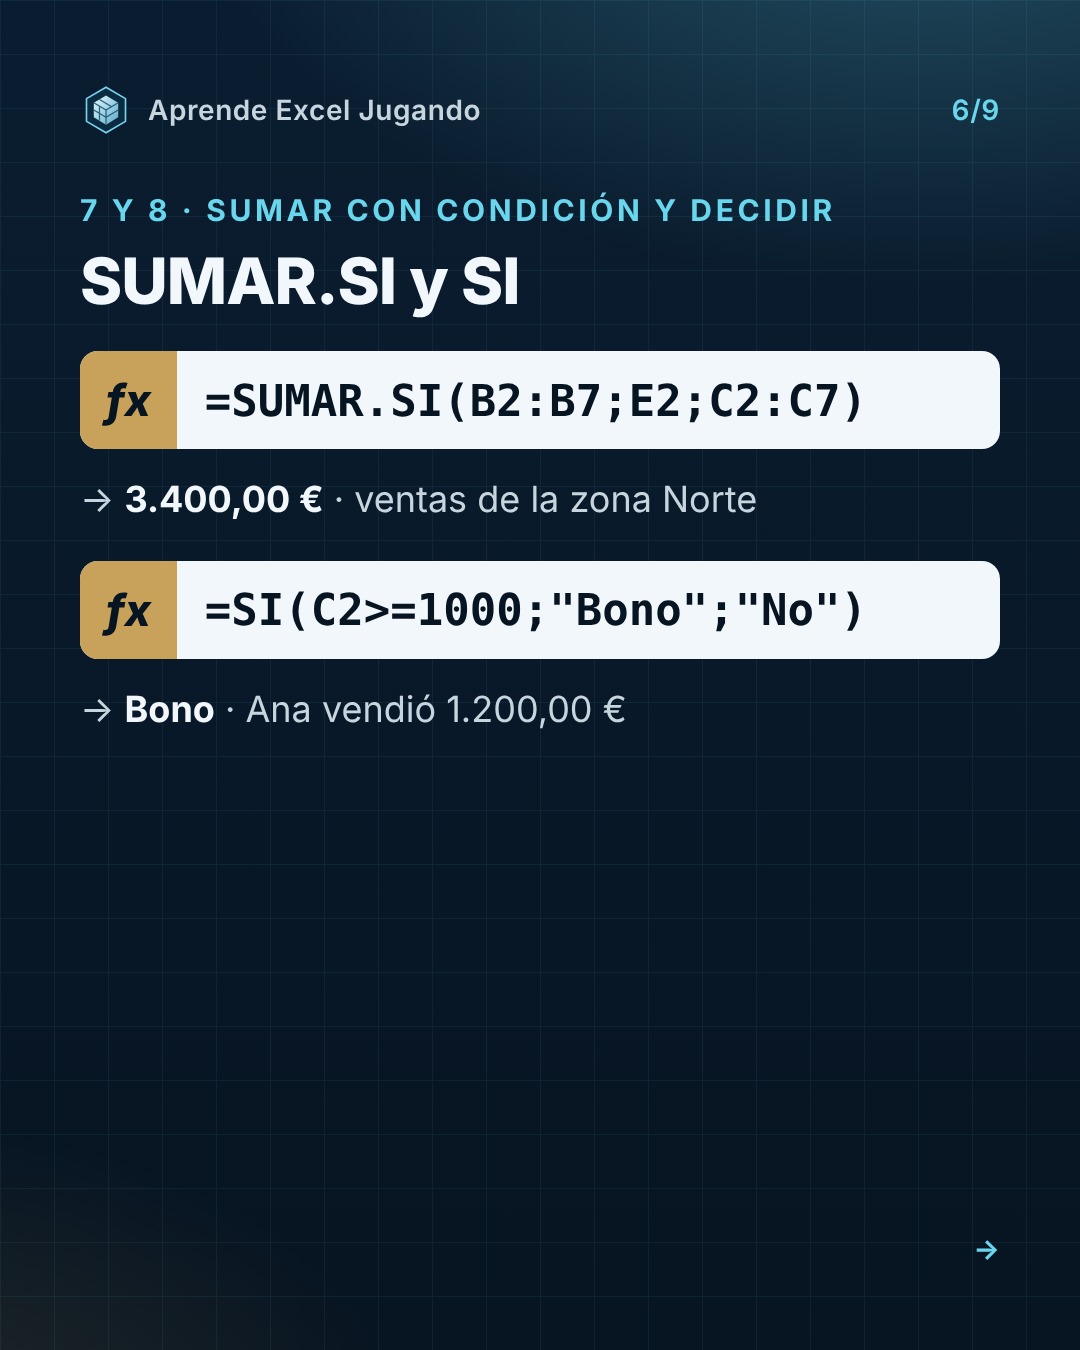 Aprende Excel Jugando
6/9
7 Y 8 · SUMAR CON CONDICIÓN Y DECIDIR
SUMAR.SI y SI
fx =SUMAR.SI(B2:B7;E2;C2:C7)
→ 3.400,00 € · ventas de la zona Norte
fx =SI(C2>=1000;"Bono";"No")
→ Bono · Ana vendió 1.200,00 €
→